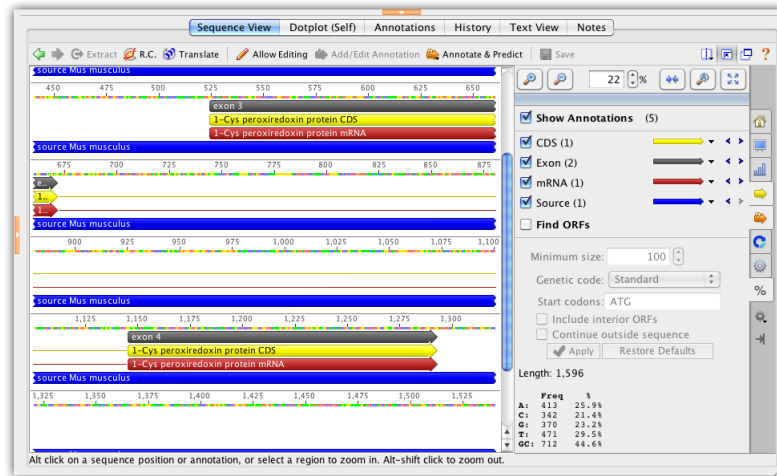 Sequence View Dotplot (Self) Annotations History Text View Notes
Extract R.C. Translate Allow Editing Add/Edit Annotation Annotate & Predict Save ?
source Mus musculus
450 475 500 525 550 575 600 625 650
exon 3
1-Cys peroxiredoxin protein CDS
1-Cys peroxiredoxin protein mRNA
source Mus musculus
675 700 725 750 775 800 825 850 875
e..
1..
1..
source Mus musculus
900 925 950 975 1,000 1,025 1,050 1,075 1,100
source Mus musculus
1,125 1,150 1,175 1,200 1,225 1,250 1,275 1,300
exon 4
1-Cys peroxiredoxin protein CDS
1-Cys peroxiredoxin protein mRNA
source Mus musculus
1,325 1,350 1,375 1,400 1,425 1,450 1,475 1,500 1,525
22 %
Show Annotations (5)
CDS (1)
Exon (2)
mRNA (1)
Source (1)
Find ORFs
Minimum size: 100
Genetic code: Standard
Start codons: ATG
Include interior ORFs
Continue outside sequence
Apply Restore Defaults
Length: 1,596
Freq %
A: 413 25.9%
C: 342 21.4%
G: 370 23.2%
T: 471 29.5%
GC: 712 44.6%
%
Alt click on a sequence position or annotation, or select a region to zoom in. Alt-shift click to zoom out.